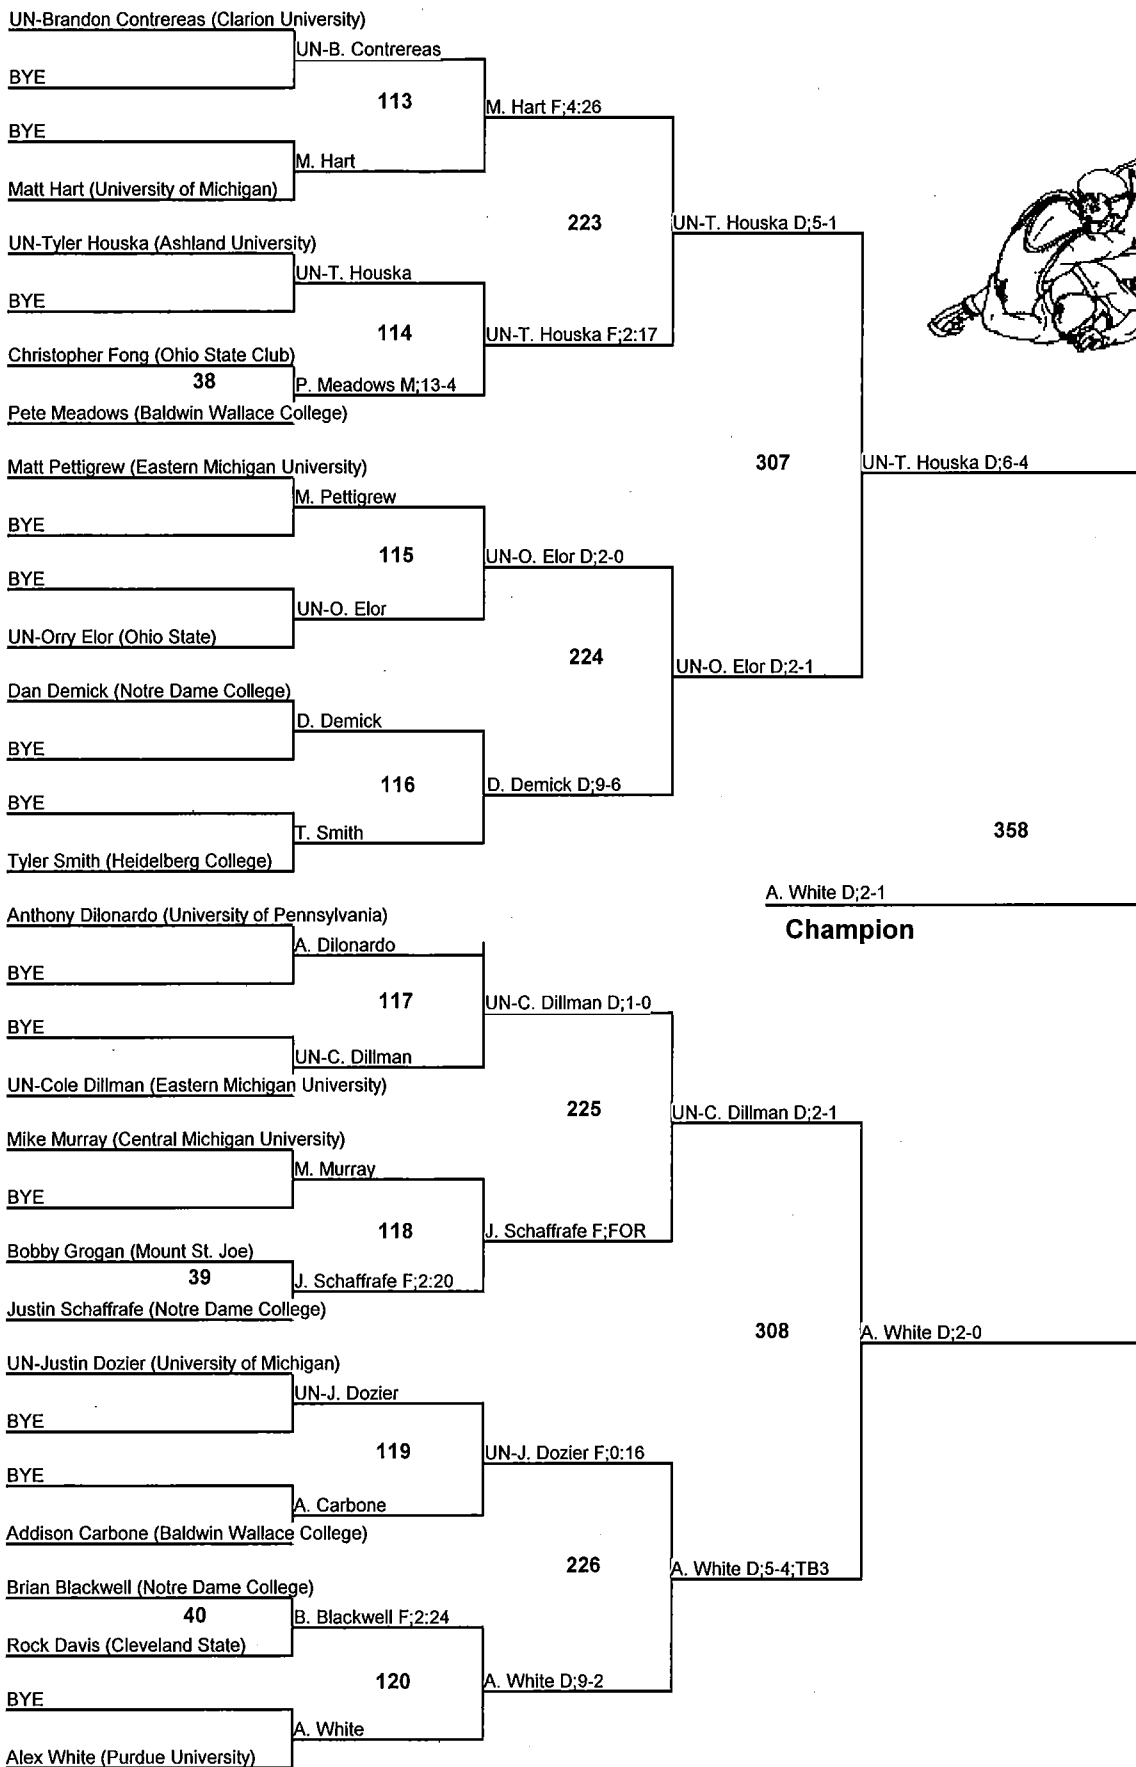 UN-Brandon Contrereas (Clarion University)
UN-B. Contrereas
BYE
113
M. Hart F;4:26
BYE
M. Hart
Matt Hart (University of Michigan)
223
UN-T. Houska D;5-1
UN-Tyler Houska (Ashland University)
UN-T. Houska
BYE
114
UN-T. Houska F;2:17
Christopher Fong (Ohio State Club)
38
P. Meadows M;13-4
Pete Meadows (Baldwin Wallace College)
307
UN-T. Houska D;6-4
Matt Pettigrew (Eastern Michigan University)
M. Pettigrew
BYE
115
UN-O. Elor D;2-0
BYE
UN-O. Elor
UN-Orry Elor (Ohio State)
224
UN-O. Elor D;2-1
Dan Demick (Notre Dame College)
D. Demick
BYE
116
D. Demick D;9-6
BYE
T. Smith
358
Tyler Smith (Heidelberg College)
A. White D;2-1
Champion
Anthony Dilonardo (University of Pennsylvania)
A. Dilonardo
BYE
117
UN-C. Dillman D;1-0
BYE
UN-C. Dillman
UN-Cole Dillman (Eastern Michigan University)
225
UN-C. Dillman D;2-1
Mike Murray (Central Michigan University)
M. Murray
BYE
118
J. Schaffrafe F;FOR
Bobby Grogan (Mount St. Joe)
39
J. Schaffrafe F;2:20
Justin Schaffrafe (Notre Dame College)
308
A. White D;2-0
UN-Justin Dozier (University of Michigan)
UN-J. Dozier
BYE
119
UN-J. Dozier F;0:16
BYE
A. Carbone
Addison Carbone (Baldwin Wallace College)
226
A. White D;5-4;TB3
Brian Blackwell (Notre Dame College)
40
B. Blackwell F;2:24
Rock Davis (Cleveland State)
120
A. White D;9-2
BYE
A. White
Alex White (Purdue University)